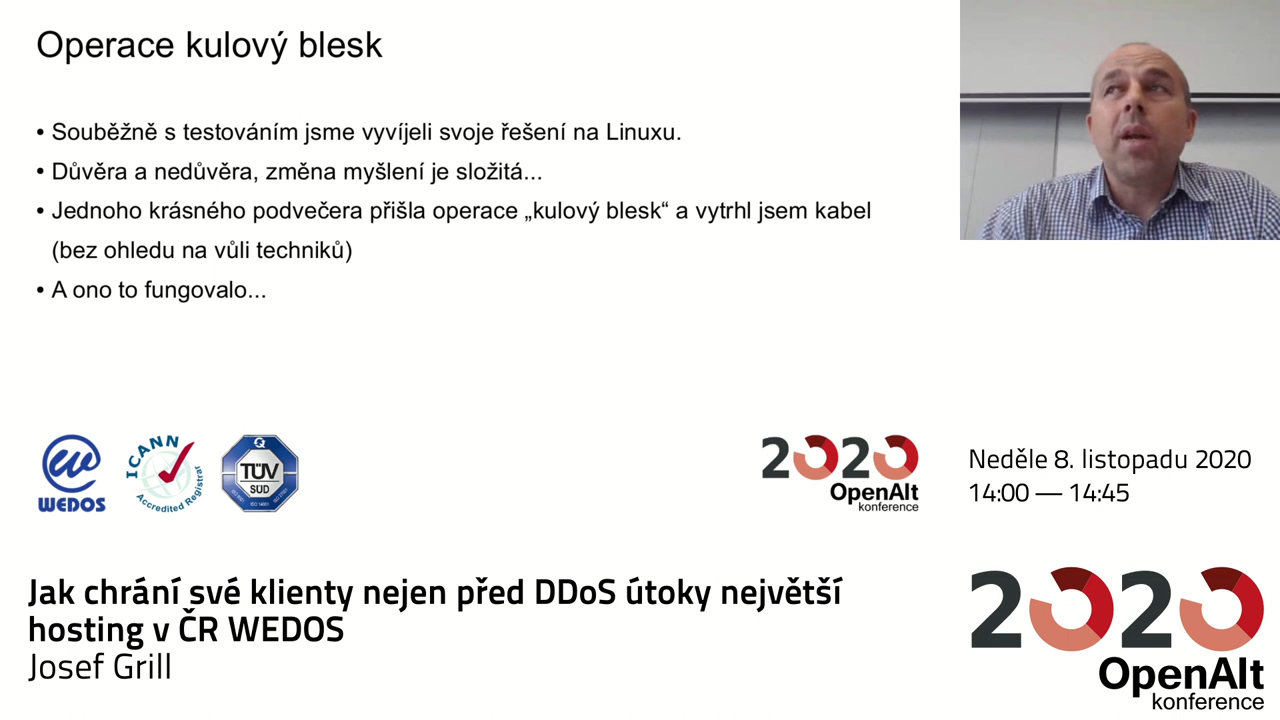 Operace kulový blesk
• Souběžně s testováním jsme vyvíjeli svoje řešení na Linuxu.
• Důvěra a nedůvěra, změna myšlení je složitá...
• Jednoho krásného podvečera přišla operace „kulový blesk“ a vytrhl jsem kabel
(bez ohledu na vůli techniků)
• A ono to fungovalo...
WEDOS
ICANN
Accredited Registrar
TÜV
SÜD
2020
OpenAlt
konference
Neděle 8. listopadu 2020
14:00 — 14:45
Jak chrání své klienty nejen před DDoS útoky největší
hosting v ČR WEDOS
Josef Grill
2020
OpenAlt
konference